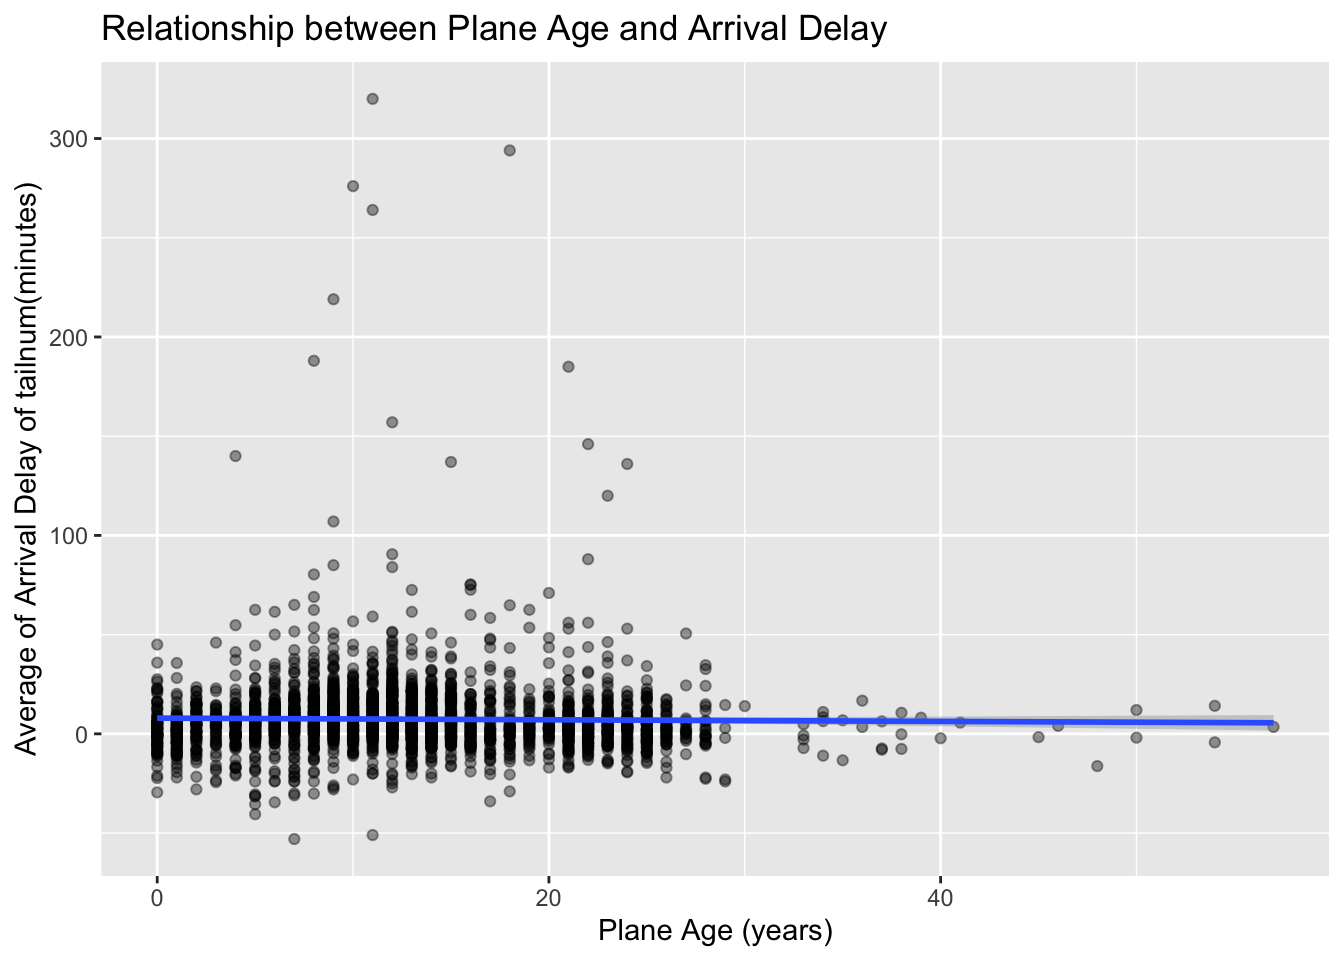 Relationship between Plane Age and Arrival Delay
Average of Arrival Delay of tailnum(minutes)
300
200
100
0
0
20
40
Plane Age (years)